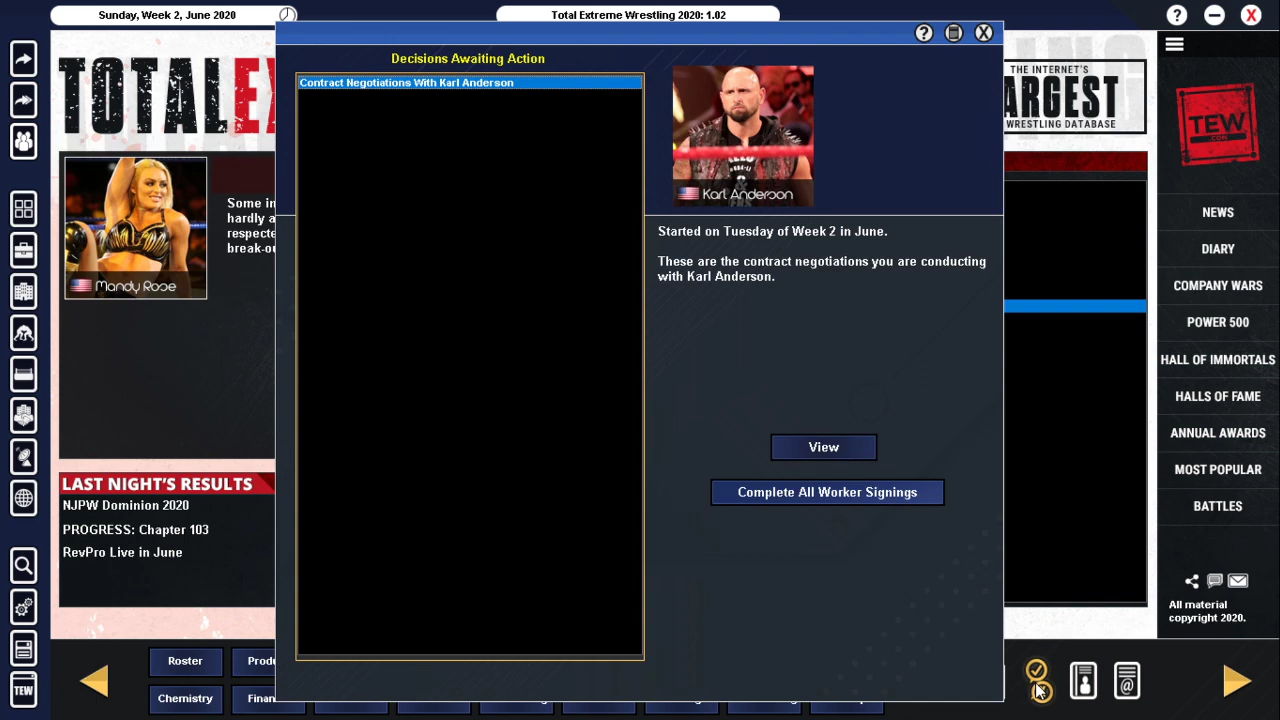 Sunday, Week 2, June 2020
Total Extreme Wrestling 2020: 1.02
Decisions Awaiting Action
Contract Negotiations With Karl Anderson
Karl Anderson
Started on Tuesday of Week 2 in June.
These are the contract negotiations you are conducting
with Karl Anderson.
View
Complete All Worker Signings
TOTAL
THE INTERNET'S
ARGEST
WRESTLING DATABASE
Mandy Rose
Some in
hardly a
respecte
break-ou
LAST NIGHT'S RESULTS
NJPW Dominion 2020
PROGRESS: Chapter 103
RevPro Live in June
TEW
.COM
NEWS
DIARY
COMPANY WARS
POWER 500
HALL OF IMMORTALS
HALLS OF FAME
ANNUAL AWARDS
MOST POPULAR
BATTLES
All material
copyright 2020.
Roster
Produ
Chemistry
Finan
TEW